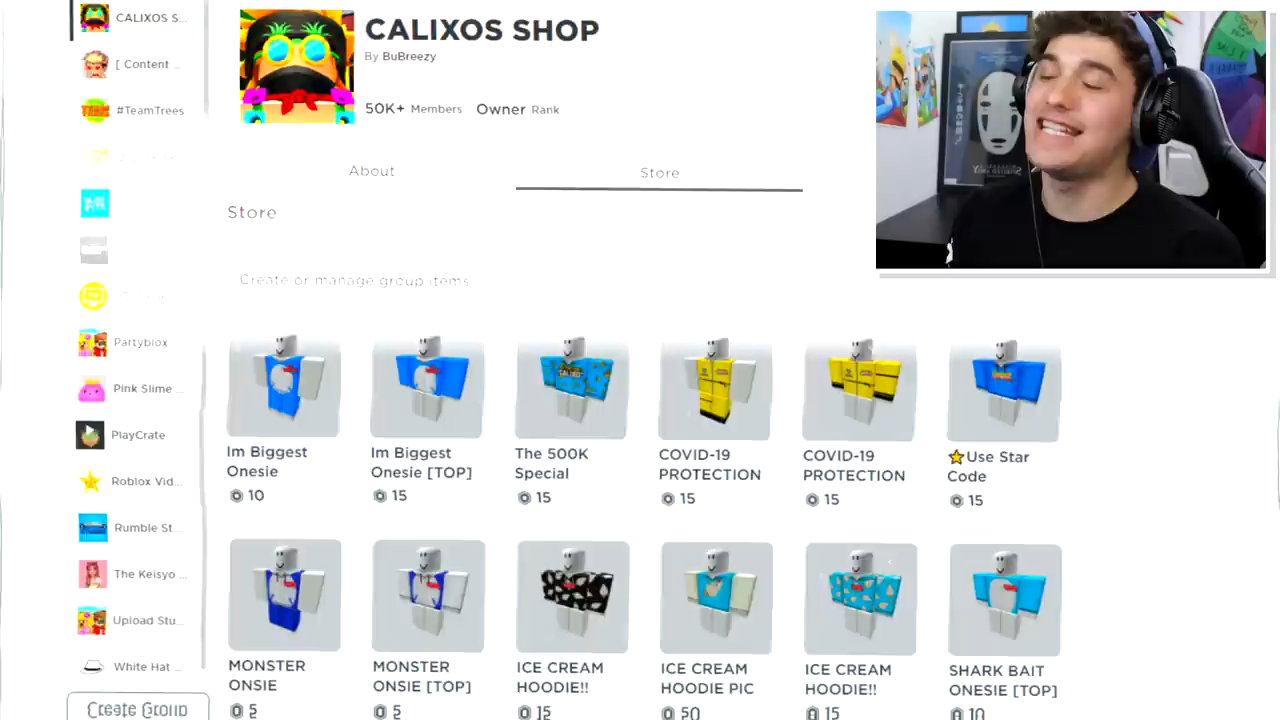 CALIXOS S...
[ Content ...
#TeamTrees
Partyblox
Pink Slime ...
PlayCrate
Roblox Vid...
Rumble St...
The Keisyo ...
Upload Stu...
White Hat ...
Create Group
CALIXOS SHOP
By BuBreezy
50K+ Members Owner Rank
About Store
Store
Create or manage group items
Im Biggest
Onesie
10
Im Biggest
Onesie [TOP]
15
The 500K
Special
15
COVID-19
PROTECTION
15
COVID-19
PROTECTION
15
⭐Use Star
Code
15
MONSTER
ONSIE
5
MONSTER
ONSIE [TOP]
5
ICE CREAM
HOODIE!!
15
ICE CREAM
HOODIE PIC
50
ICE CREAM
HOODIE!!
15
SHARK BAIT
ONESIE [TOP]
10